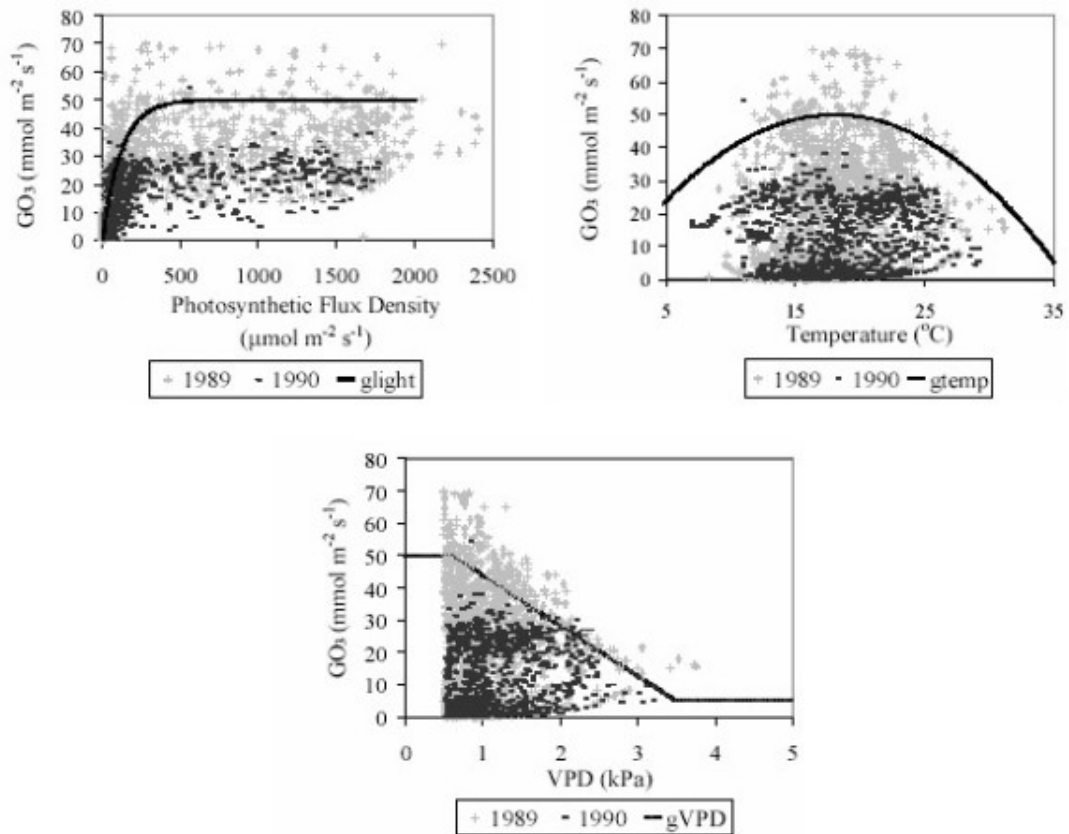 80
70
60
50
40
30
20
10
0
GO₃ (mmol m⁻² s⁻¹)
0 500 1000 1500 2000 2500
Photosynthetic Flux Density
(μmol m⁻² s⁻¹)
1989 1990 glight
80
70
60
50
40
30
20
10
0
GO₃ (mmol m⁻² s⁻¹)
5 15 25 35
Temperature (°C)
1989 1990 gtemp
80
70
60
50
40
30
20
10
0
GO₃ (mmol m⁻² s⁻¹)
0 1 2 3 4 5
VPD (kPa)
1989 1990 gVPD